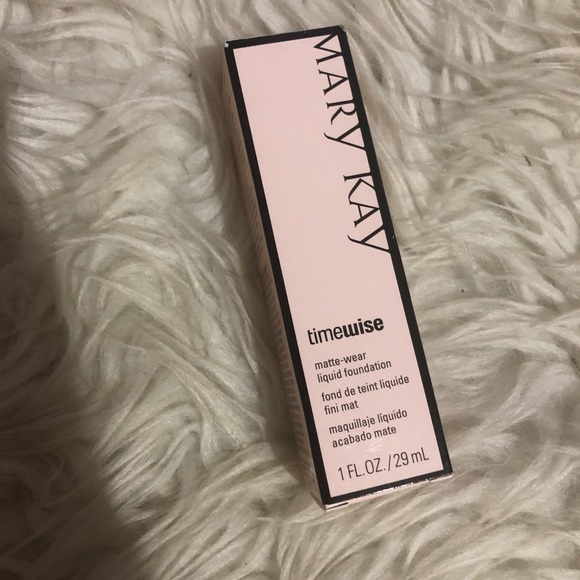 MARY KAY
timewise
matte-wear
liquid foundation
fond de teint liquide
fini mat
maquillaje líquido
acabado mate
1 FL.OZ./29 mL